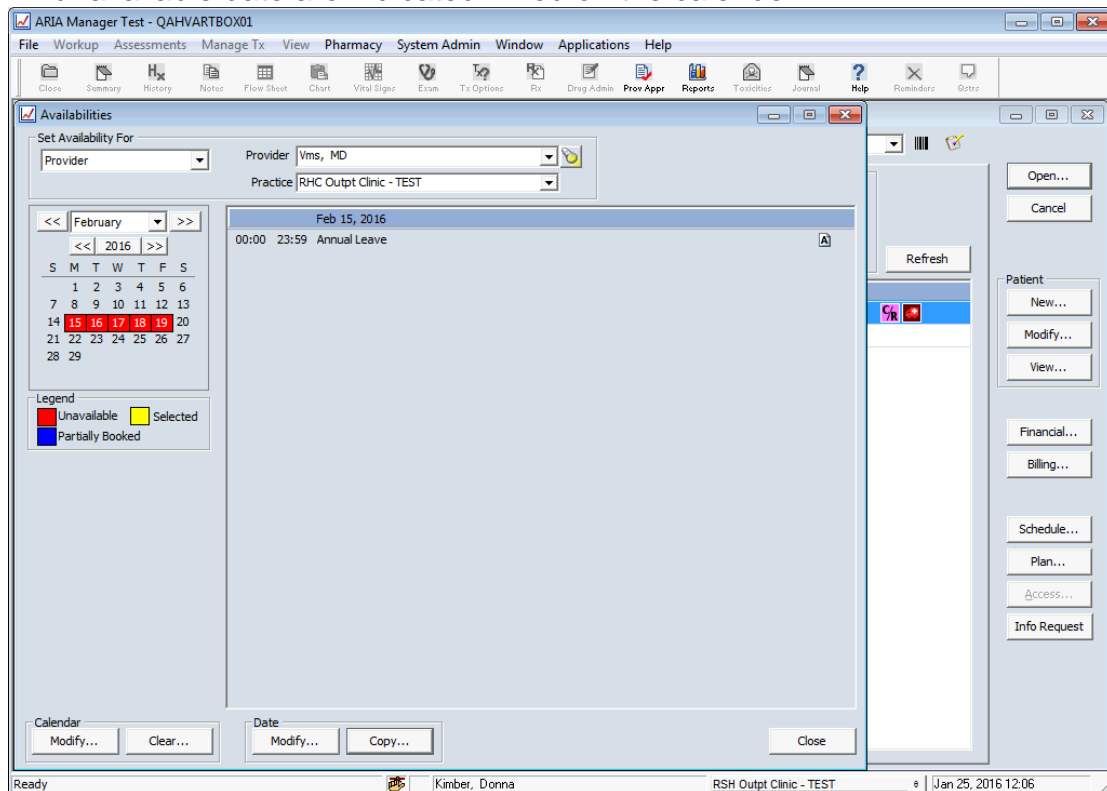 ARIA Manager Test - QAHVARTBOX01
File Workup Assessments Manage Tx View Pharmacy System Admin Window Applications Help
Close Summary History Notes Flow Sheet Chart Vital Signs Exam Tx Options Rx Drug Admin Prov Appr Reports Toxicities Journal Help Reminders Qstrs
Availabilities
Set Availability For
Provider
Provider Vms, MD
Practice RHC Outpt Clinic - TEST
<< February >>
<< 2016 >>
S M T W T F S
1 2 3 4 5 6
7 8 9 10 11 12 13
14 15 16 17 18 19 20
21 22 23 24 25 26 27
28 29
Legend
Unavailable Selected
Partially Booked
Feb 15, 2016
00:00 23:59 Annual Leave A
Calendar
Modify... Clear...
Date
Modify... Copy...
Close
Refresh
C/R
Open...
Cancel
Patient
New...
Modify...
View...
Financial...
Billing...
Schedule...
Plan...
Access...
Info Request
Ready Kimber, Donna RSH Outpt Clinic - TEST Jan 25, 2016 12:06